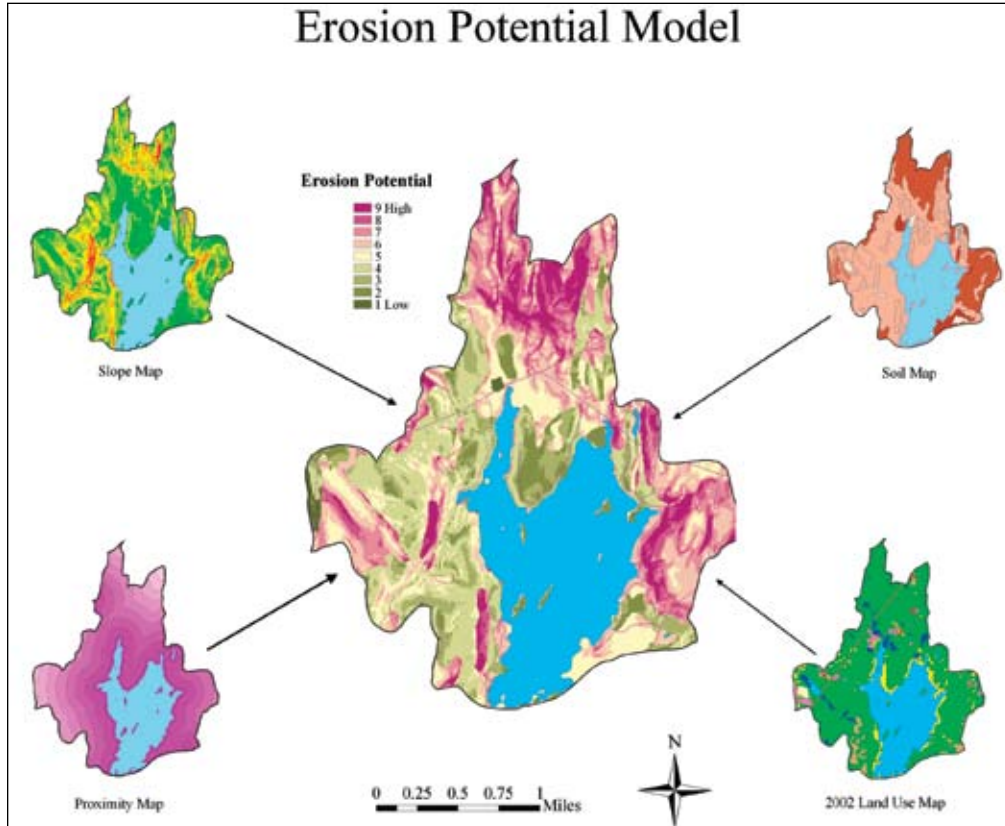 Erosion Potential Model
Erosion Potential
9 High
8
7
6
5
4
3
2
1 Low
Slope Map
Soil Map
Proximity Map
0 0.25 0.5 0.75 1
Miles
N
2002 Land Use Map